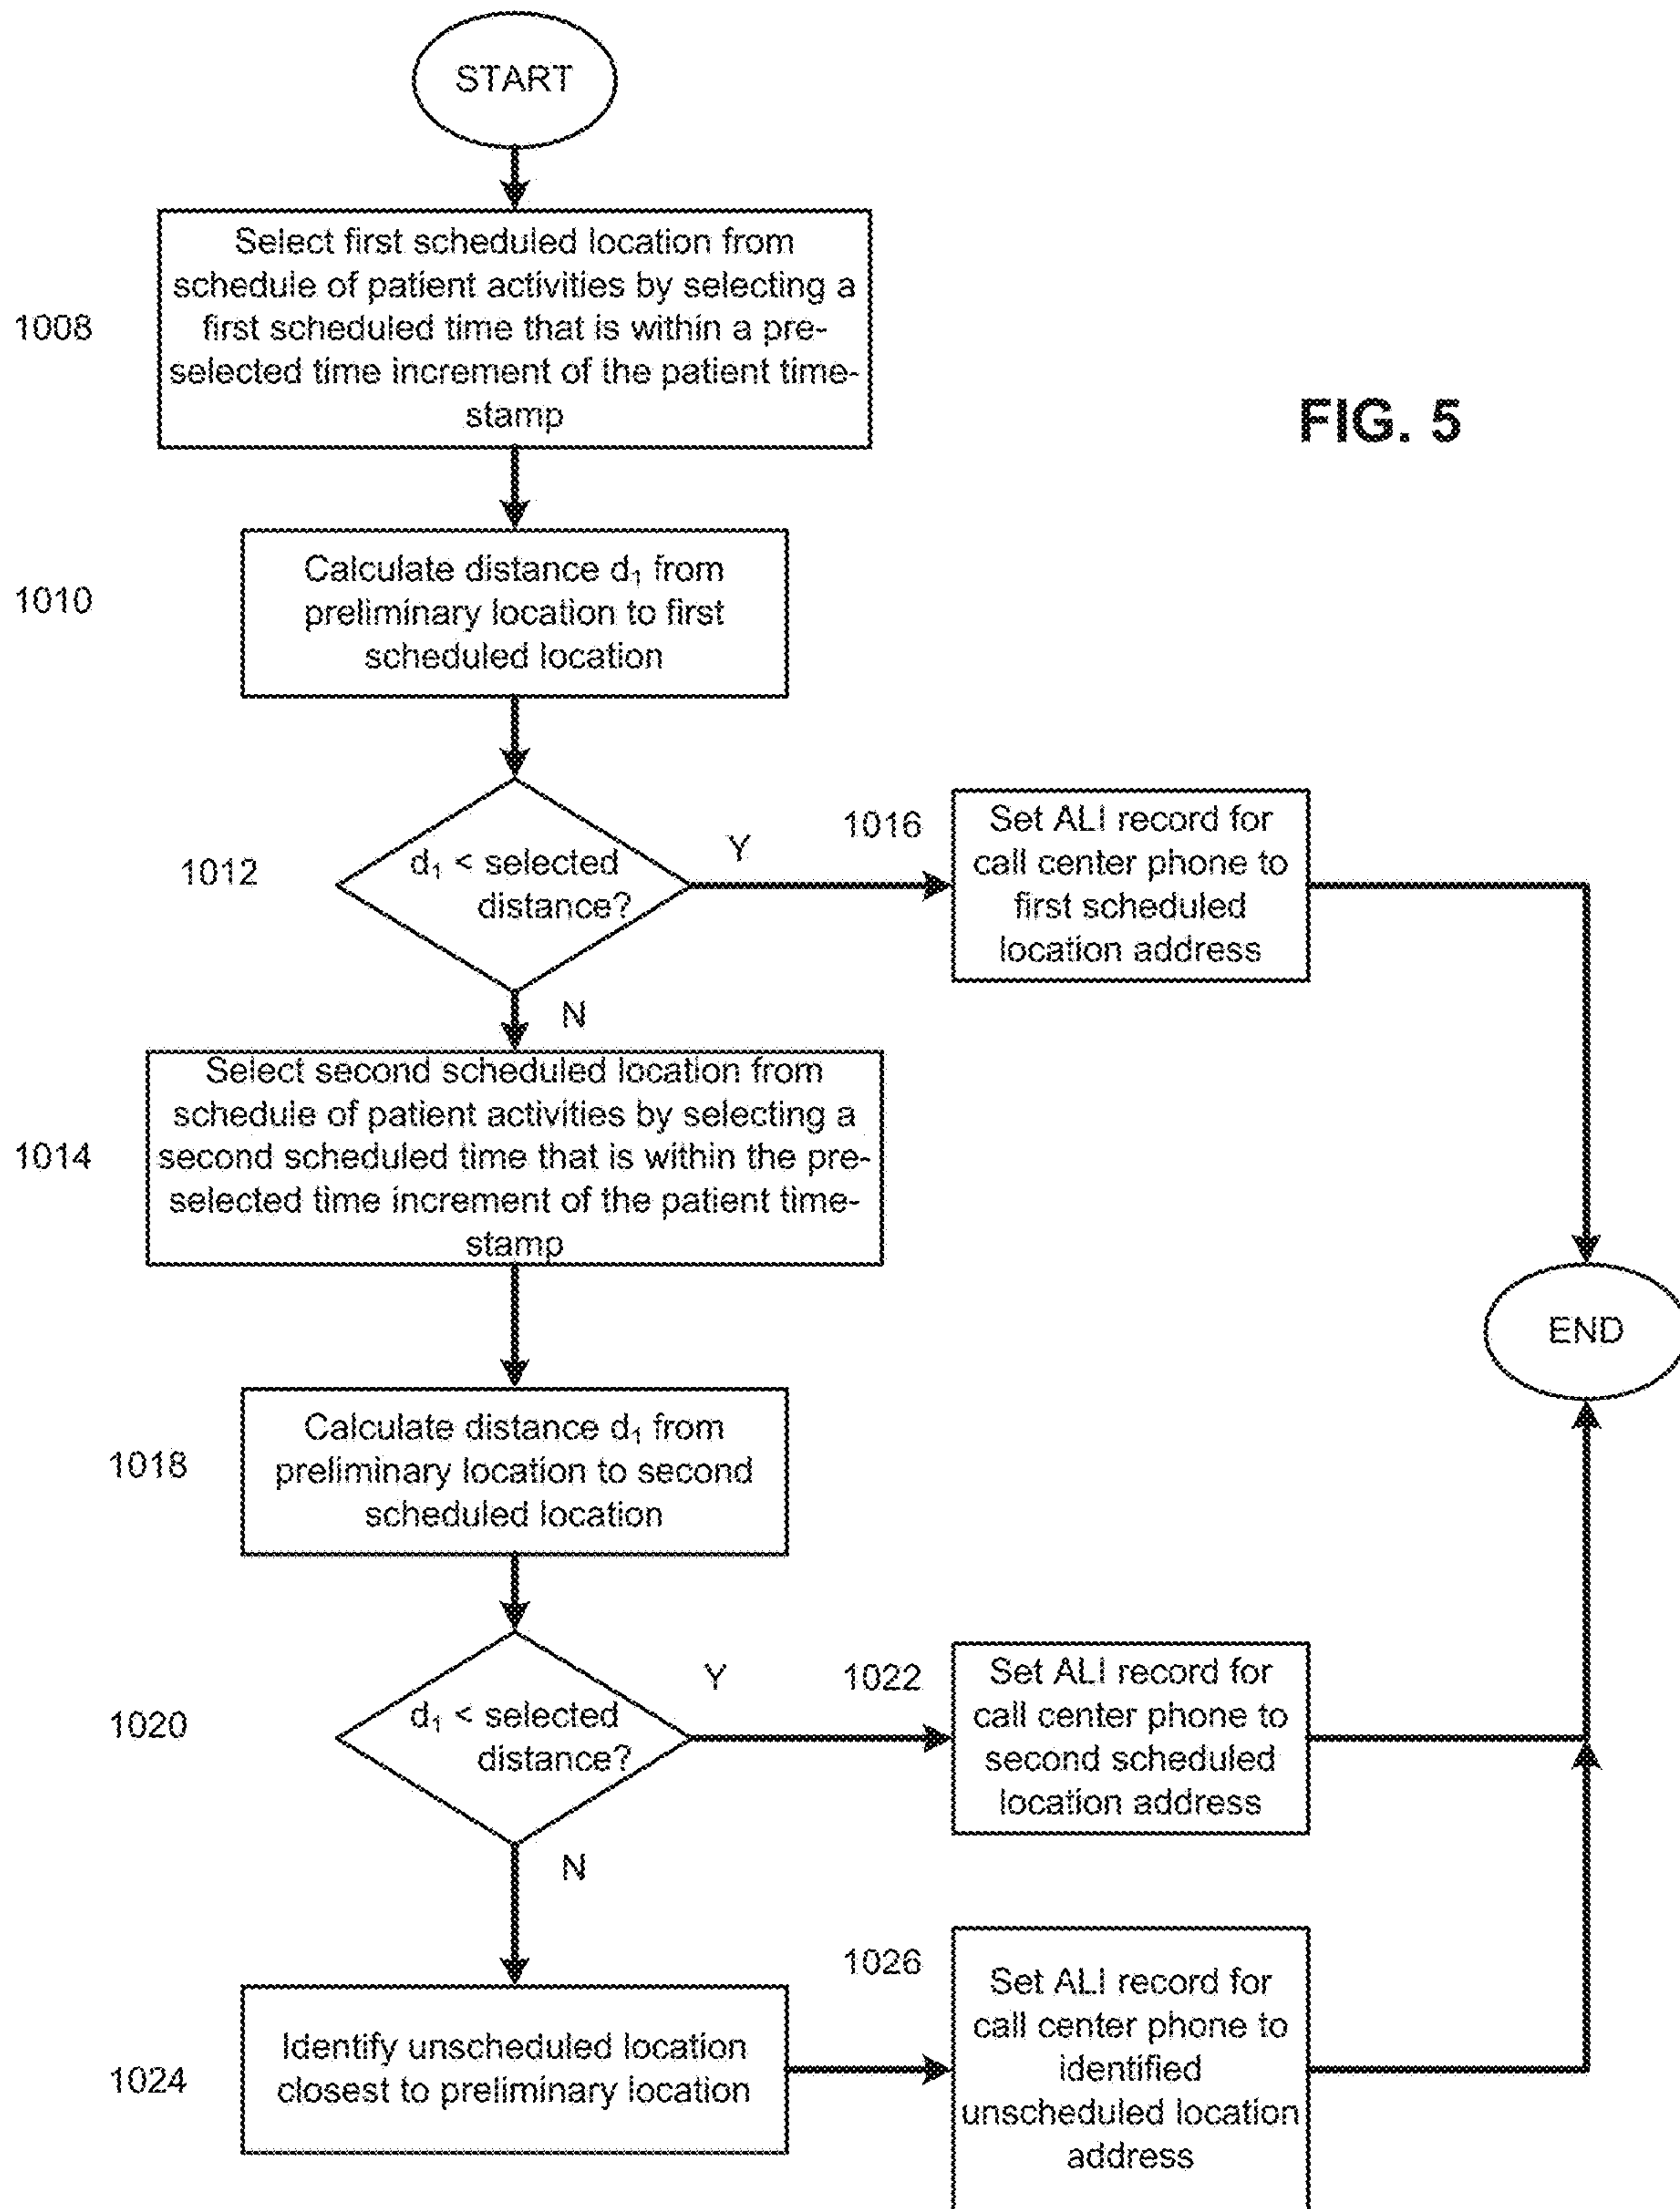 START
1008
Select first scheduled location from
schedule of patient activities by selecting a
first scheduled time that is within a pre-
selected time increment of the patient time-
stamp
FIG. 5
1010
Calculate distance d₁ from
preliminary location to first
scheduled location
1012
d₁ < selected
distance?
Y
N
1016
Set ALI record for
call center phone to
first scheduled
location address
1014
Select second scheduled location from
schedule of patient activities by selecting a
second scheduled time that is within the pre-
selected time increment of the patient time-
stamp
END
1018
Calculate distance d₁ from
preliminary location to second
scheduled location
1020
d₁ < selected
distance?
Y
N
1022
Set ALI record for
call center phone to
second scheduled
location address
1024
Identify unscheduled location
closest to preliminary location
1026
Set ALI record for
call center phone to
identified
unscheduled location
address